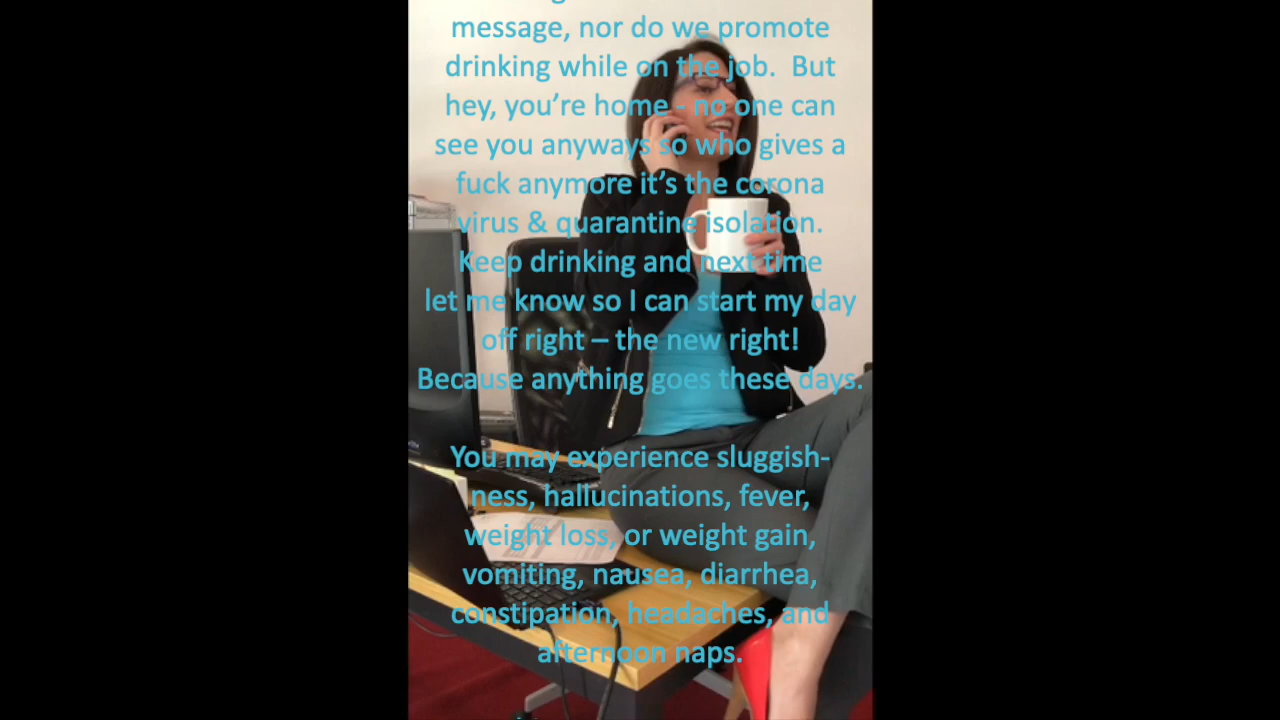 message, nor do we promote
drinking while on the job.  But
hey, you’re home - no one can
see you anyways so who gives a
fuck anymore it’s the corona
virus & quarantine isolation.
Keep drinking and next time
let me know so I can start my day
off right – the new right!
Because anything goes these days.
You may experience sluggish-
ness, hallucinations, fever,
weight loss, or weight gain,
vomiting, nausea, diarrhea,
constipation, headaches, and
afternoon naps.